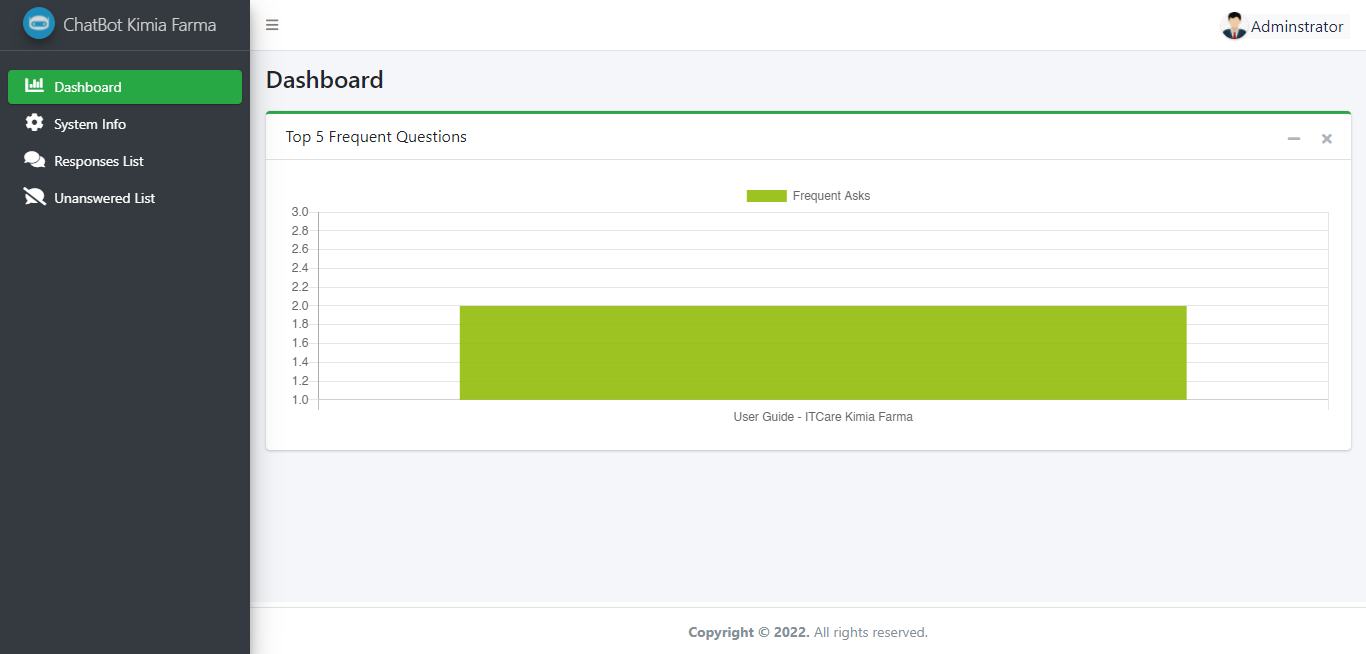 ChatBot Kimia Farma
Adminstrator
Dashboard
System Info
Responses List
Unanswered List
Dashboard
Top 5 Frequent Questions
Frequent Asks
3.0
2.8
2.6
2.4
2.2
2.0
1.8
1.6
1.4
1.2
1.0
User Guide - ITCare Kimia Farma
Copyright © 2022. All rights reserved.